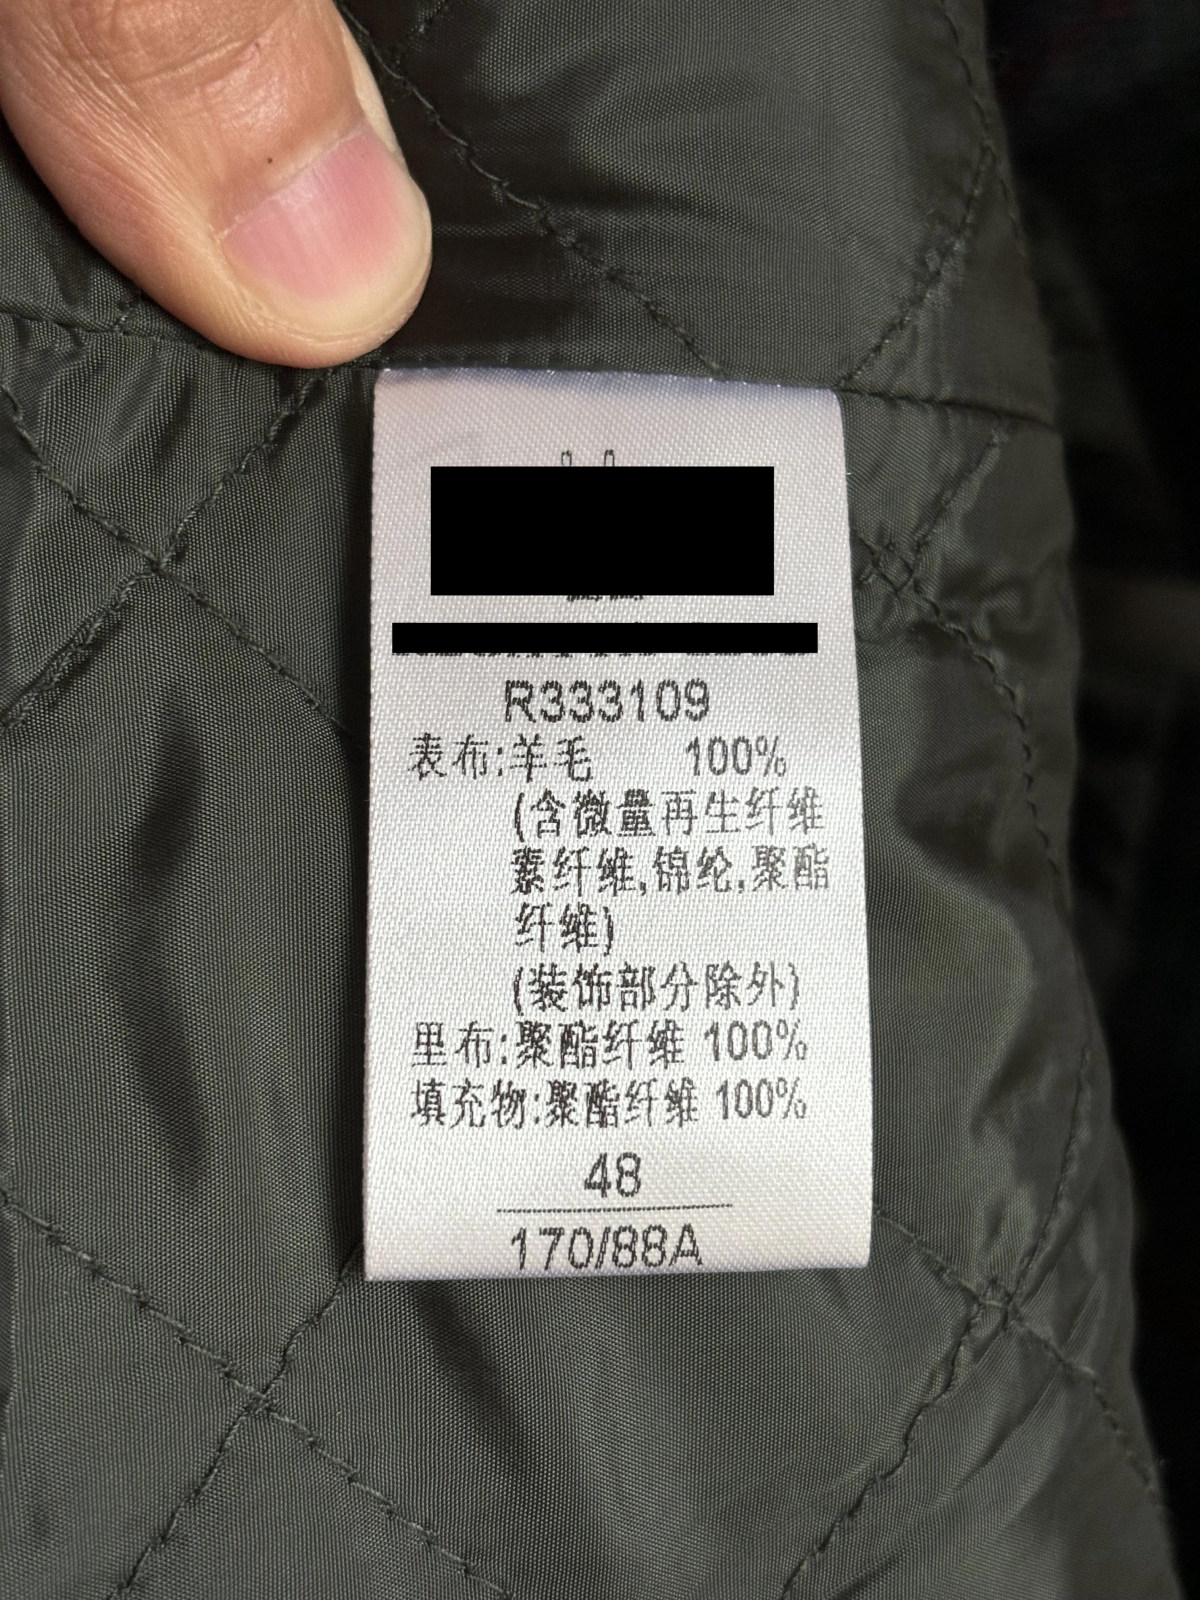 R333109
表布:羊毛 100%
(含微量再生纤维
素纤维,锦纶,聚酯
纤维)
(装饰部分除外)
里布:聚酯纤维 100%
填充物:聚酯纤维 100%
48
170/88A